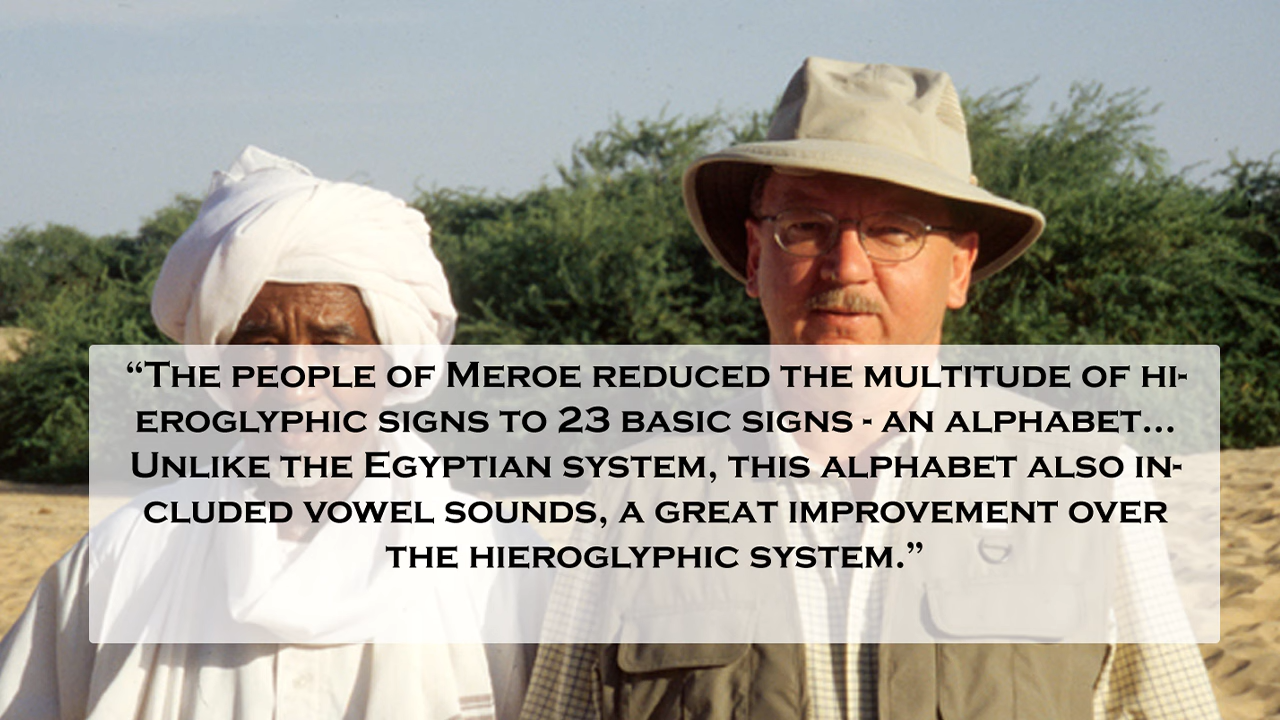 “The people of Meroe reduced the multitude of hi-
eroglyphic signs to 23 basic signs - an alphabet...
Unlike the Egyptian system, this alphabet also in-
cluded vowel sounds, a great improvement over
the hieroglyphic system.”